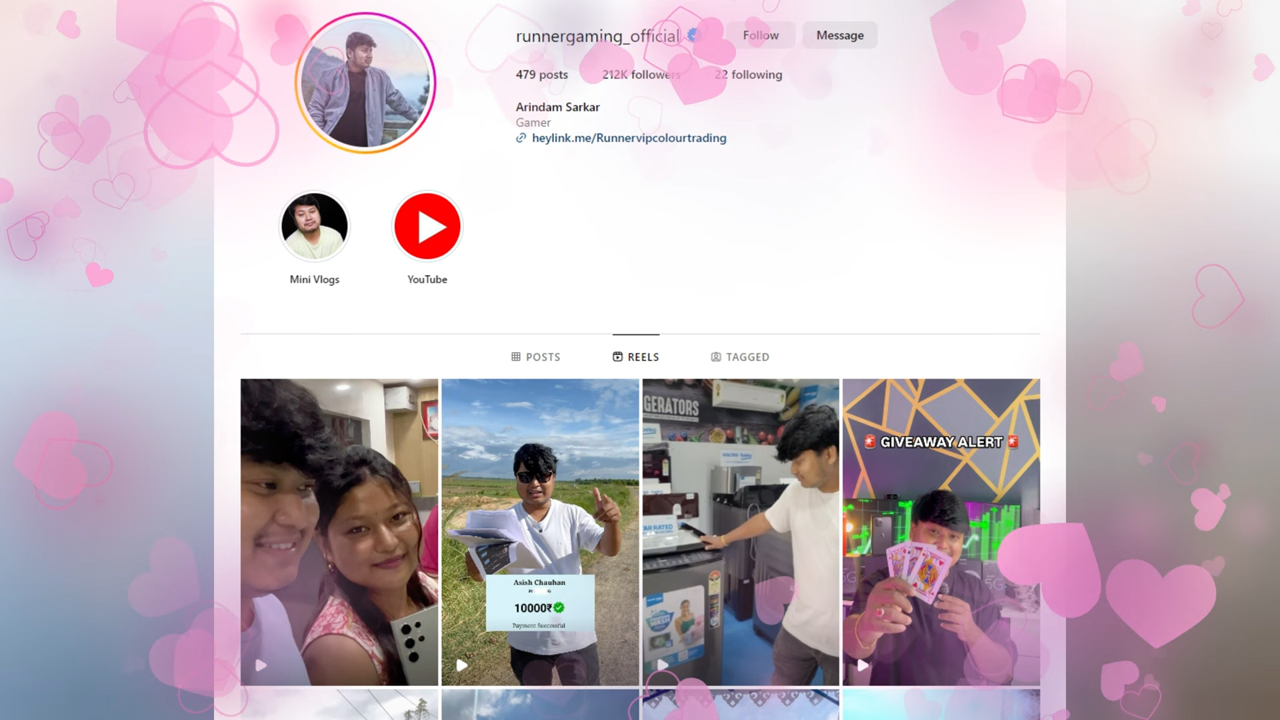 runnergaming_official
Follow
Message
479 posts
212K followers
22 following
Arindam Sarkar
Gamer
heylink.me/Runnervipcolourtrading
Mini Vlogs
YouTube
POSTS
REELS
TAGGED
GERATORS
🚨 GIVEAWAY ALERT 🚨
RATED
Asish Chauhan
10000₹
Payment Successful